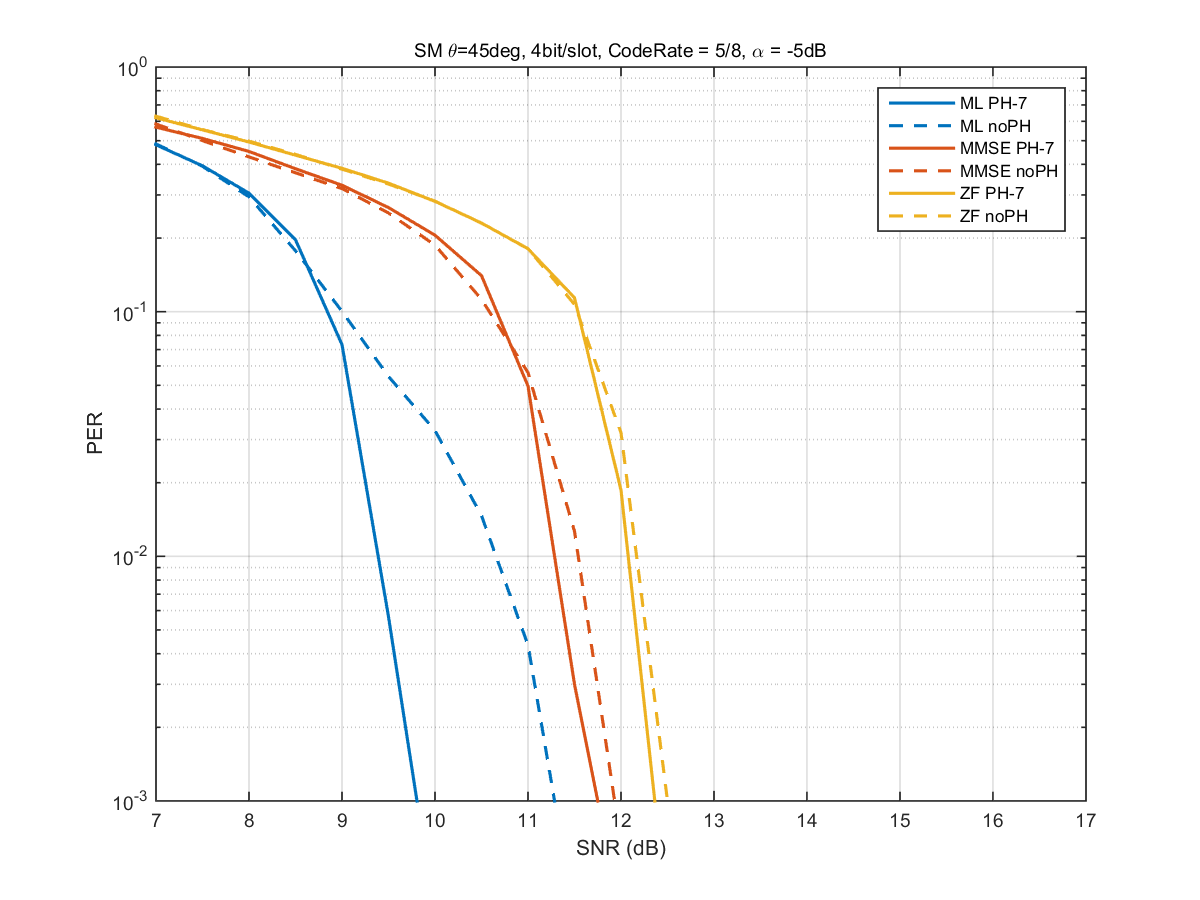 SM θ=45deg, 4bit/slot, CodeRate = 5/8, α = -5dB
10^0
10^-1
10^-2
10^-3
PER
ML PH-7
ML noPH
MMSE PH-7
MMSE noPH
ZF PH-7
ZF noPH
7 8 9 10 11 12 13 14 15 16 17
SNR (dB)